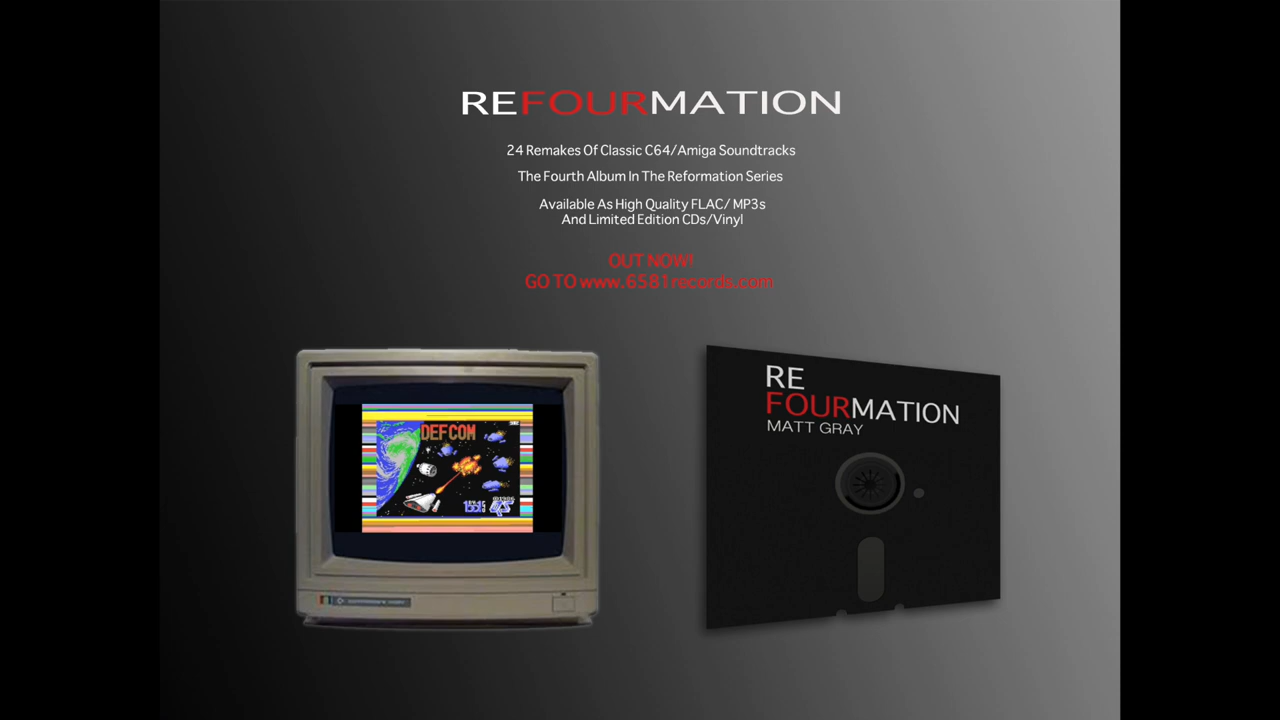 REFOURMATION
24 Remakes Of Classic C64/Amiga Soundtracks
The Fourth Album In The Reformation Series
Available As High Quality FLAC/ MP3s
And Limited Edition CDs/Vinyl
OUT NOW!
GO TO www.6581records.com
DEFCOM
©1986
RE
FOURMATION
MATT GRAY